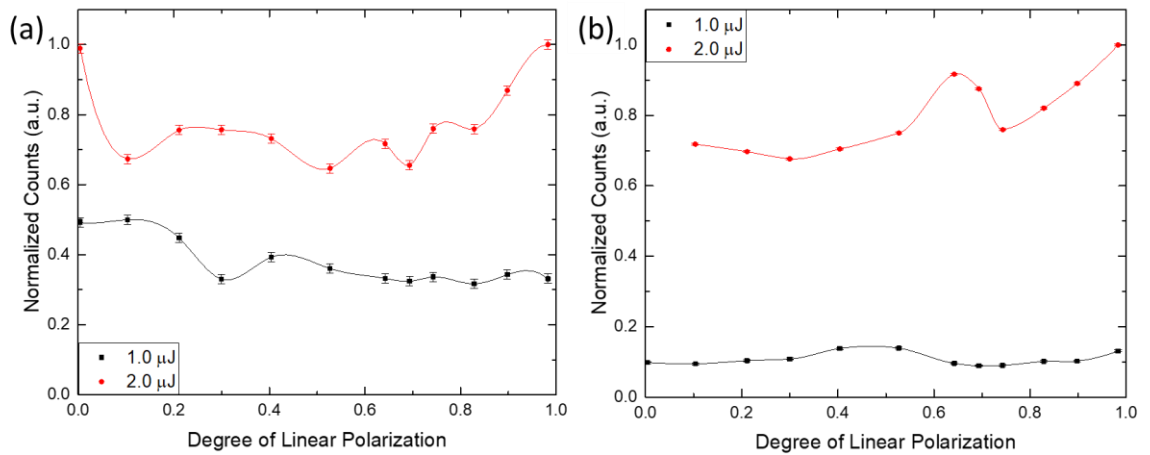 (a)
1.0
0.8
0.6
0.4
0.2
0.0
Normalized Counts (a.u.)
1.0 μJ
2.0 μJ
0.0 0.2 0.4 0.6 0.8 1.0
Degree of Linear Polarization
(b)
1.0 μJ
2.0 μJ
1.0
0.8
0.6
0.4
0.2
0.0
Normalized Counts (a.u.)
0.0 0.2 0.4 0.6 0.8 1.0
Degree of Linear Polarization